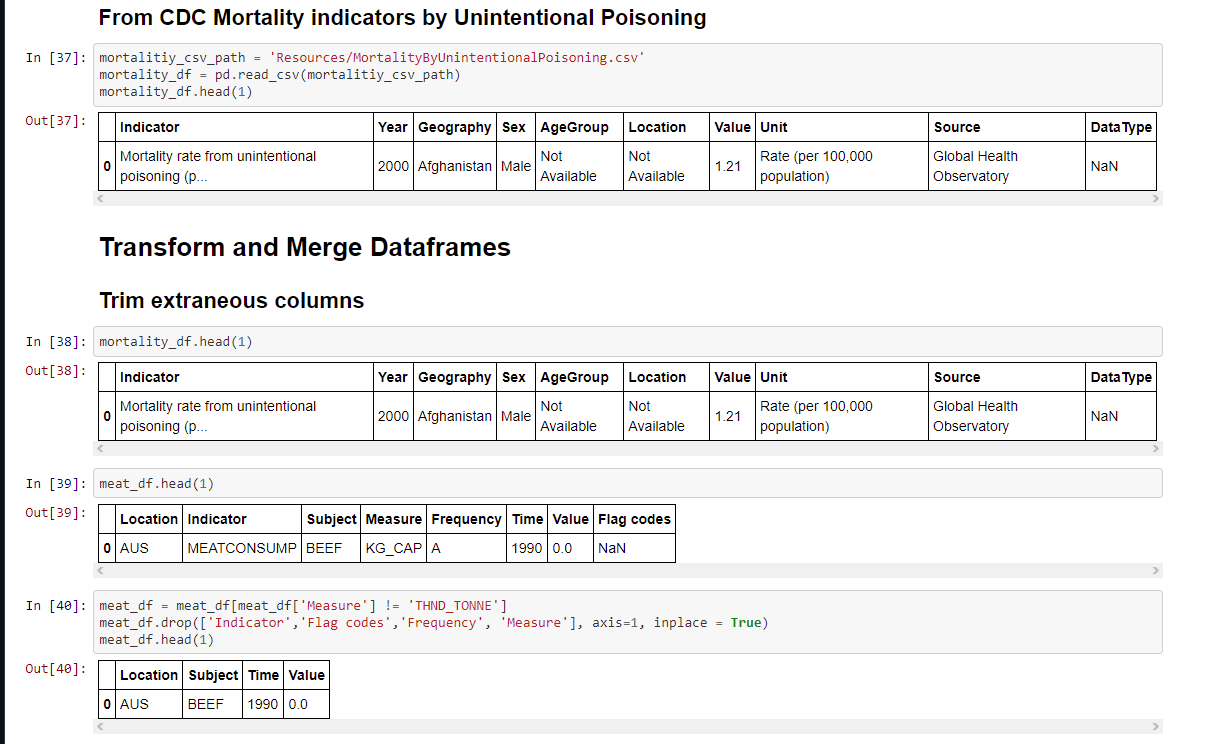 From CDC Mortality indicators by Unintentional Poisoning
In [37]: mortalitiy_csv_path = 'Resources/MortalityByUnintentionalPoisoning.csv'
mortality_df = pd.read_csv(mortalitiy_csv_path)
mortality_df.head(1)
Out[37]:
Indicator Year Geography Sex AgeGroup Location Value Unit Source DataType
0 Mortality rate from unintentional poisoning (p... 2000 Afghanistan Male Not Available Not Available 1.21 Rate (per 100,000 population) Global Health Observatory NaN
Transform and Merge Dataframes
Trim extraneous columns
In [38]: mortality_df.head(1)
Out[38]:
Indicator Year Geography Sex AgeGroup Location Value Unit Source DataType
0 Mortality rate from unintentional poisoning (p... 2000 Afghanistan Male Not Available Not Available 1.21 Rate (per 100,000 population) Global Health Observatory NaN
In [39]: meat_df.head(1)
Out[39]:
Location Indicator Subject Measure Frequency Time Value Flag codes
0 AUS MEATCONSUMP BEEF KG_CAP A 1990 0.0 NaN
In [40]: meat_df = meat_df[meat_df['Measure'] != 'THND_TONNE']
meat_df.drop(['Indicator','Flag codes','Frequency', 'Measure'], axis=1, inplace = True)
meat_df.head(1)
Out[40]:
Location Subject Time Value
0 AUS BEEF 1990 0.0